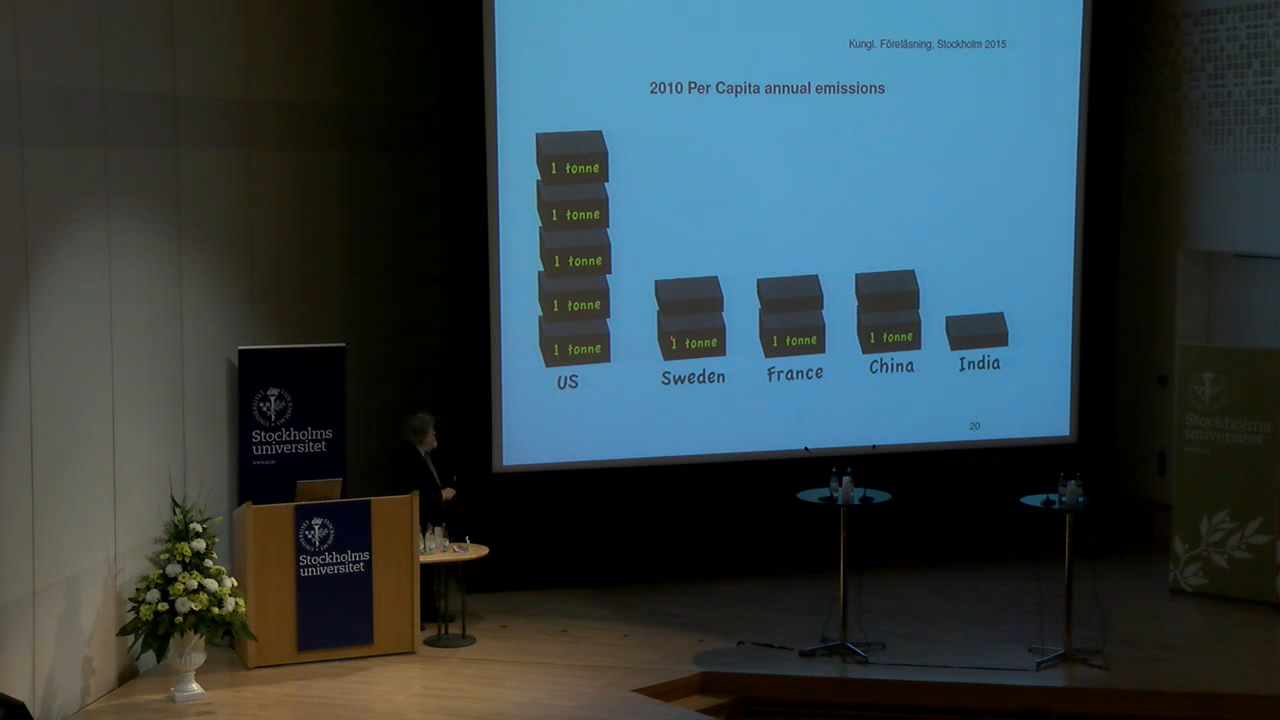 Kungl. Föreläsning, Stockholm 2015
2010 Per Capita annual emissions
1 tonne
1 tonne
1 tonne
1 tonne
1 tonne
1 tonne
1 tonne
1 tonne
US
Sweden
France
China
India
20
Stockholms
universitet
Stockholms
universitet
Stockholms
universitet